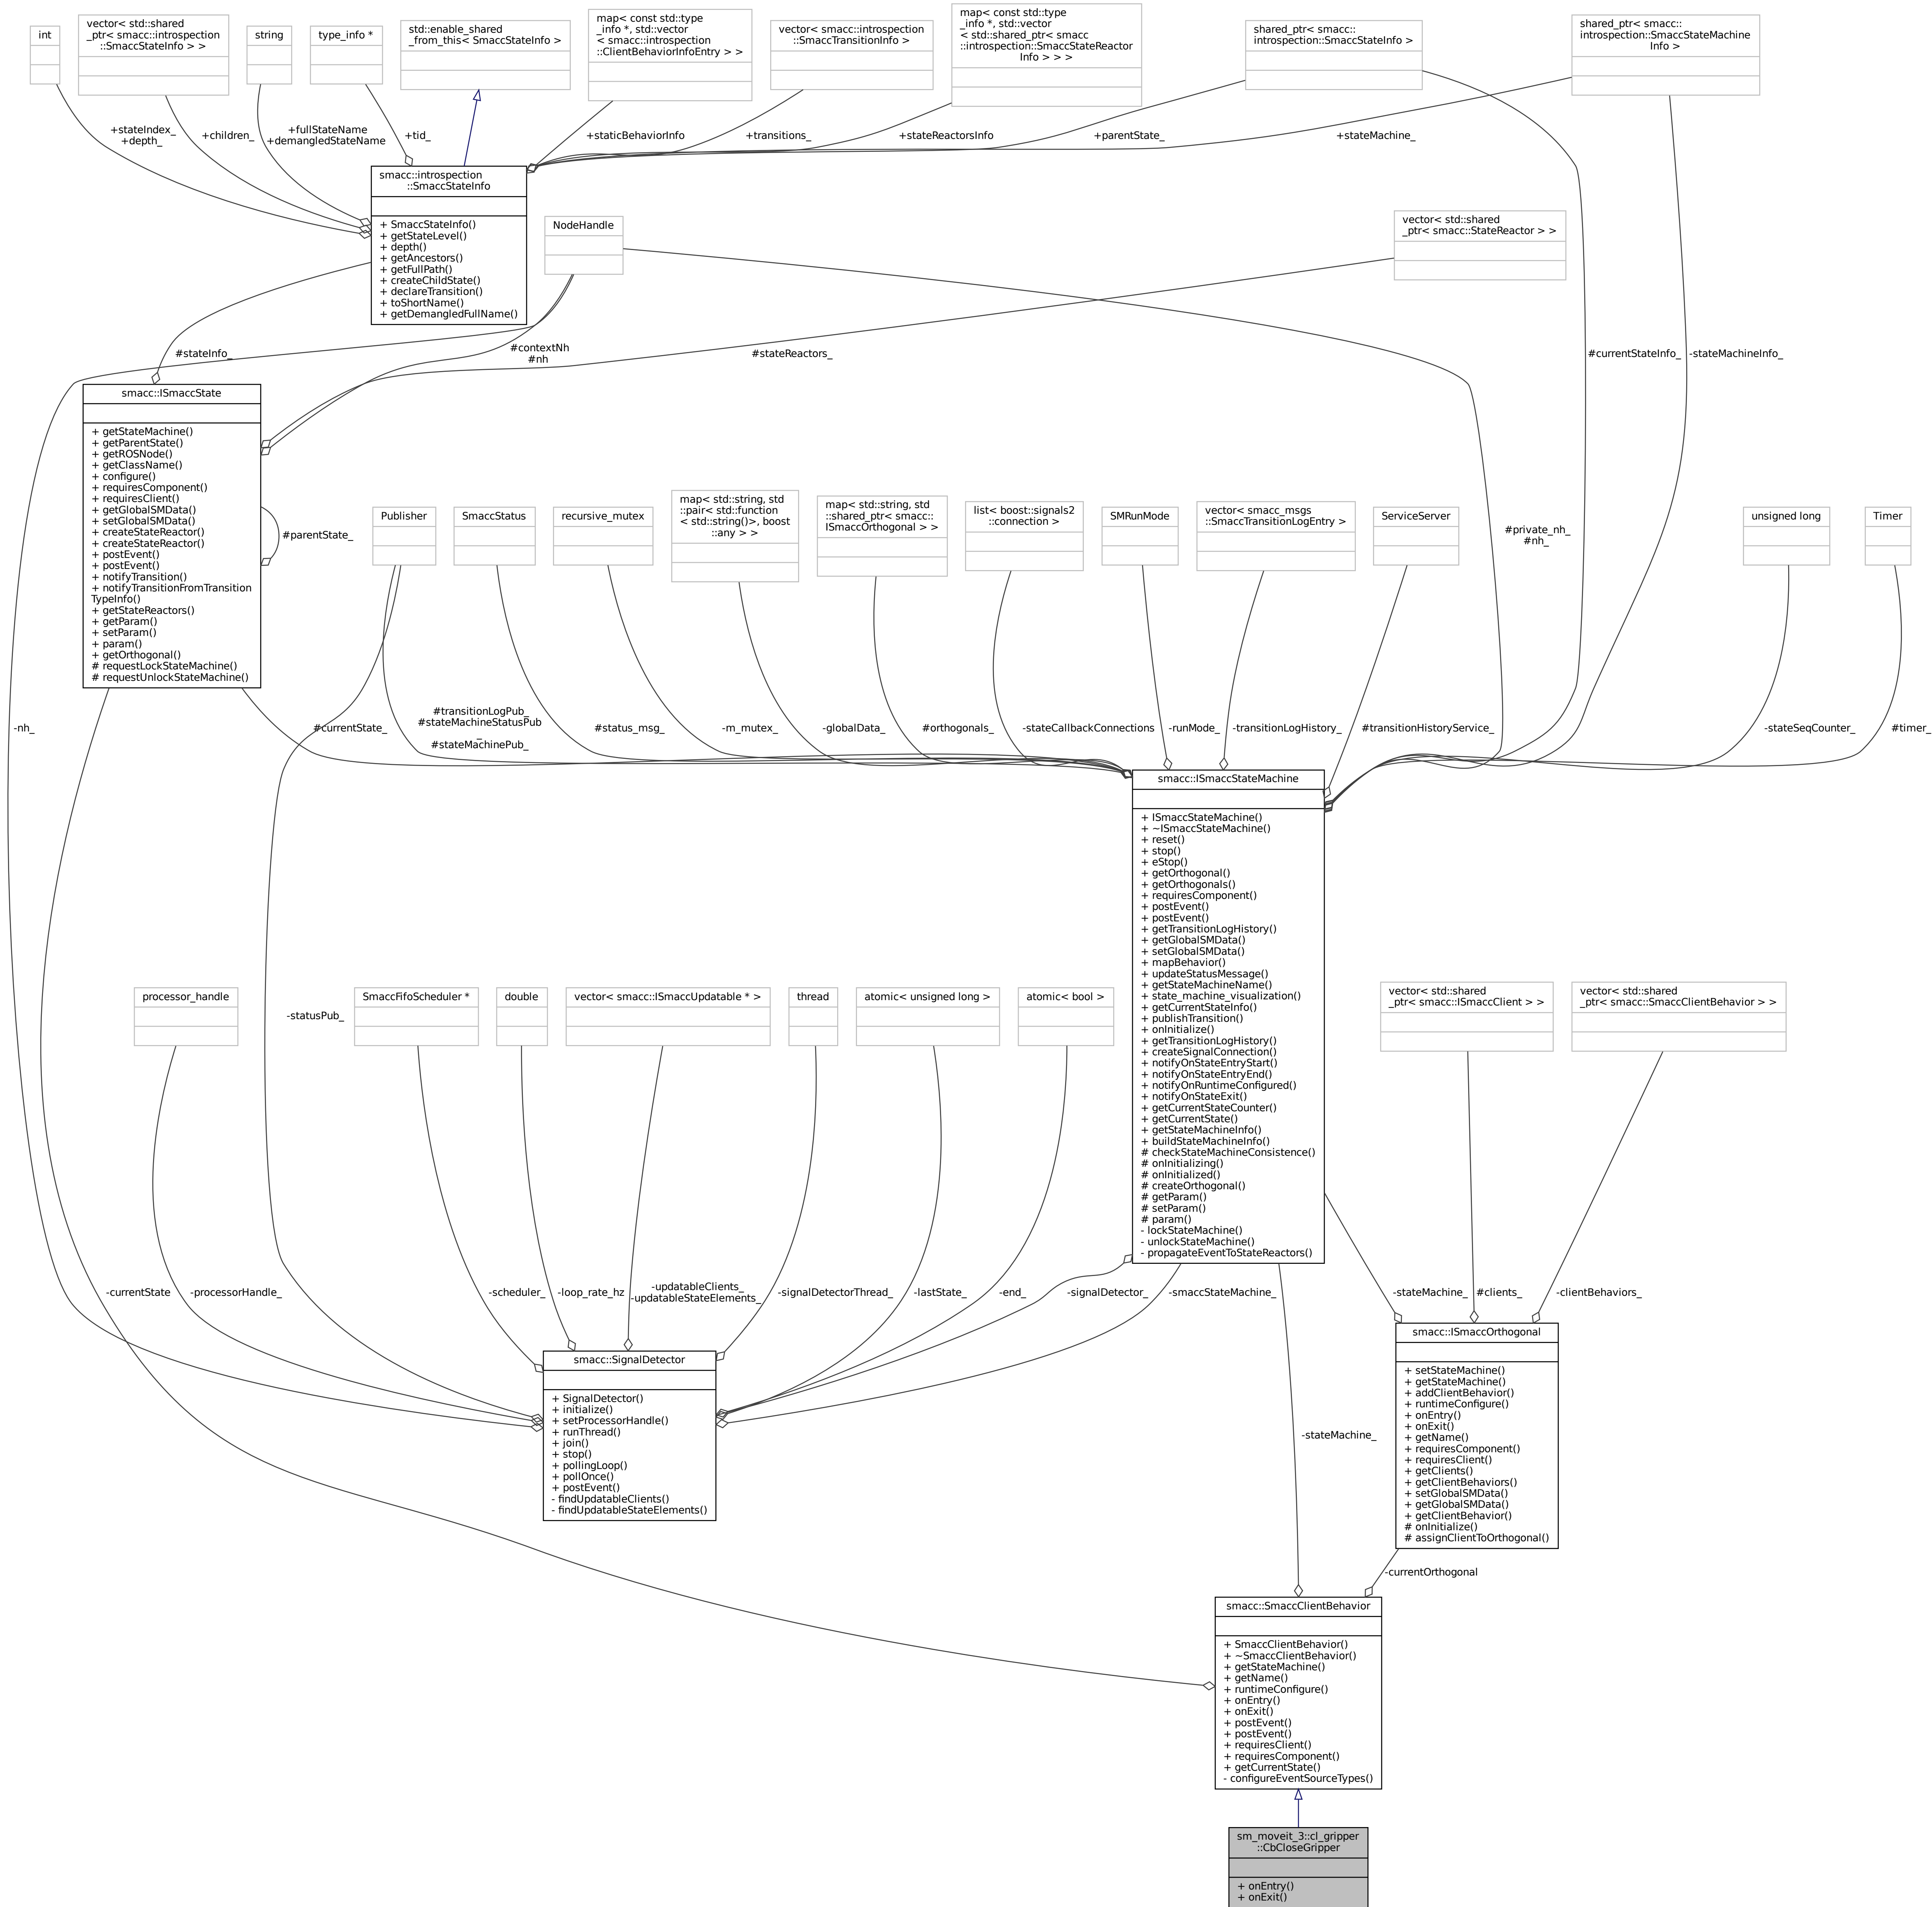 int
vector< std::shared
_ptr< smacc::introspection
::SmaccStateInfo > >
string
type_info *
std::enable_shared
_from_this< SmaccStateInfo >
map< const std::type
_info *, std::vector
< smacc::introspection
::ClientBehaviorInfoEntry > >
vector< smacc::introspection
::SmaccTransitionInfo >
map< const std::type
_info *, std::vector
< std::shared_ptr< smacc
::introspection::SmaccStateReactor
Info > > >
shared_ptr< smacc::
introspection::SmaccStateInfo >
shared_ptr< smacc::
introspection::SmaccStateMachine
Info >
+stateIndex_
+depth_
+children_
+fullStateName
+demangledStateName
+tid_
+staticBehaviorInfo
+transitions_
+stateReactorsInfo
+parentState_
+stateMachine_
smacc::introspection
::SmaccStateInfo
+ SmaccStateInfo()
+ getStateLevel()
+ depth()
+ getAncestors()
+ getFullPath()
+ createChildState()
+ declareTransition()
+ toShortName()
+ getDemangledFullName()
NodeHandle
vector< std::shared
_ptr< smacc::StateReactor > >
#stateInfo_
#contextNh
#nh
#stateReactors_
#currentStateInfo_
-stateMachineInfo_
smacc::ISmaccState
+ getStateMachine()
+ getParentState()
+ getROSNode()
+ getClassName()
+ configure()
+ requiresComponent()
+ requiresClient()
+ getGlobalSMData()
+ setGlobalSMData()
+ createStateReactor()
+ createStateReactor()
+ postEvent()
+ postEvent()
+ notifyTransition()
+ notifyTransitionFromTransition
TypeInfo()
+ getStateReactors()
+ getParam()
+ setParam()
+ param()
+ getOrthogonal()
# requestLockStateMachine()
# requestUnlockStateMachine()
#parentState_
Publisher
SmaccStatus
recursive_mutex
map< std::string, std
::pair< std::function
< std::string()>, boost
::any > >
map< std::string, std
::shared_ptr< smacc::
ISmaccOrthogonal > >
list< boost::signals2
::connection >
SMRunMode
vector< smacc_msgs
::SmaccTransitionLogEntry >
ServiceServer
#private_nh_
#nh_
unsigned long
Timer
-nh_
#currentState_
#transitionLogPub_
#stateMachineStatusPub
_
#stateMachinePub_
#status_msg_
-m_mutex_
-globalData_
#orthogonals_
-stateCallbackConnections
-runMode_
-transitionLogHistory_
#transitionHistoryService_
-stateSeqCounter_
#timer_
smacc::ISmaccStateMachine
+ ISmaccStateMachine()
+ ~ISmaccStateMachine()
+ reset()
+ stop()
+ eStop()
+ getOrthogonal()
+ getOrthogonals()
+ requiresComponent()
+ postEvent()
+ postEvent()
+ getTransitionLogHistory()
+ getGlobalSMData()
+ setGlobalSMData()
+ mapBehavior()
+ updateStatusMessage()
+ getStateMachineName()
+ state_machine_visualization()
+ getCurrentStateInfo()
+ publishTransition()
+ onInitialize()
+ getTransitionLogHistory()
+ createSignalConnection()
+ notifyOnStateEntryStart()
+ notifyOnStateEntryEnd()
+ notifyOnRuntimeConfigured()
+ notifyOnStateExit()
+ getCurrentStateCounter()
+ getCurrentState()
+ getStateMachineInfo()
+ buildStateMachineInfo()
# checkStateMachineConsistence()
# onInitializing()
# onInitialized()
# createOrthogonal()
# getParam()
# setParam()
# param()
- lockStateMachine()
- unlockStateMachine()
- propagateEventToStateReactors()
processor_handle
-statusPub_
SmaccFifoScheduler *
double
vector< smacc::ISmaccUpdatable * >
thread
atomic< unsigned long >
atomic< bool >
vector< std::shared
_ptr< smacc::ISmaccClient > >
vector< std::shared
_ptr< smacc::SmaccClientBehavior > >
-currentState
-processorHandle_
-scheduler_
-loop_rate_hz
-updatableClients_
-updatableStateElements_
-signalDetectorThread_
-lastState_
-end_
-signalDetector_
-smaccStateMachine_
-stateMachine_
#clients_
-clientBehaviors_
smacc::SignalDetector
+ SignalDetector()
+ initialize()
+ setProcessorHandle()
+ runThread()
+ join()
+ stop()
+ pollingLoop()
+ pollOnce()
+ postEvent()
- findUpdatableClients()
- findUpdatableStateElements()
-stateMachine_
smacc::ISmaccOrthogonal
+ setStateMachine()
+ getStateMachine()
+ addClientBehavior()
+ runtimeConfigure()
+ onEntry()
+ onExit()
+ getName()
+ requiresComponent()
+ requiresClient()
+ getClients()
+ getClientBehaviors()
+ setGlobalSMData()
+ getGlobalSMData()
+ getClientBehavior()
# onInitialize()
# assignClientToOrthogonal()
-currentOrthogonal
smacc::SmaccClientBehavior
+ SmaccClientBehavior()
+ ~SmaccClientBehavior()
+ getStateMachine()
+ getName()
+ runtimeConfigure()
+ onEntry()
+ onExit()
+ postEvent()
+ postEvent()
+ requiresClient()
+ requiresComponent()
+ getCurrentState()
- configureEventSourceTypes()
sm_moveit_3::cl_gripper
::CbCloseGripper
+ onEntry()
+ onExit()